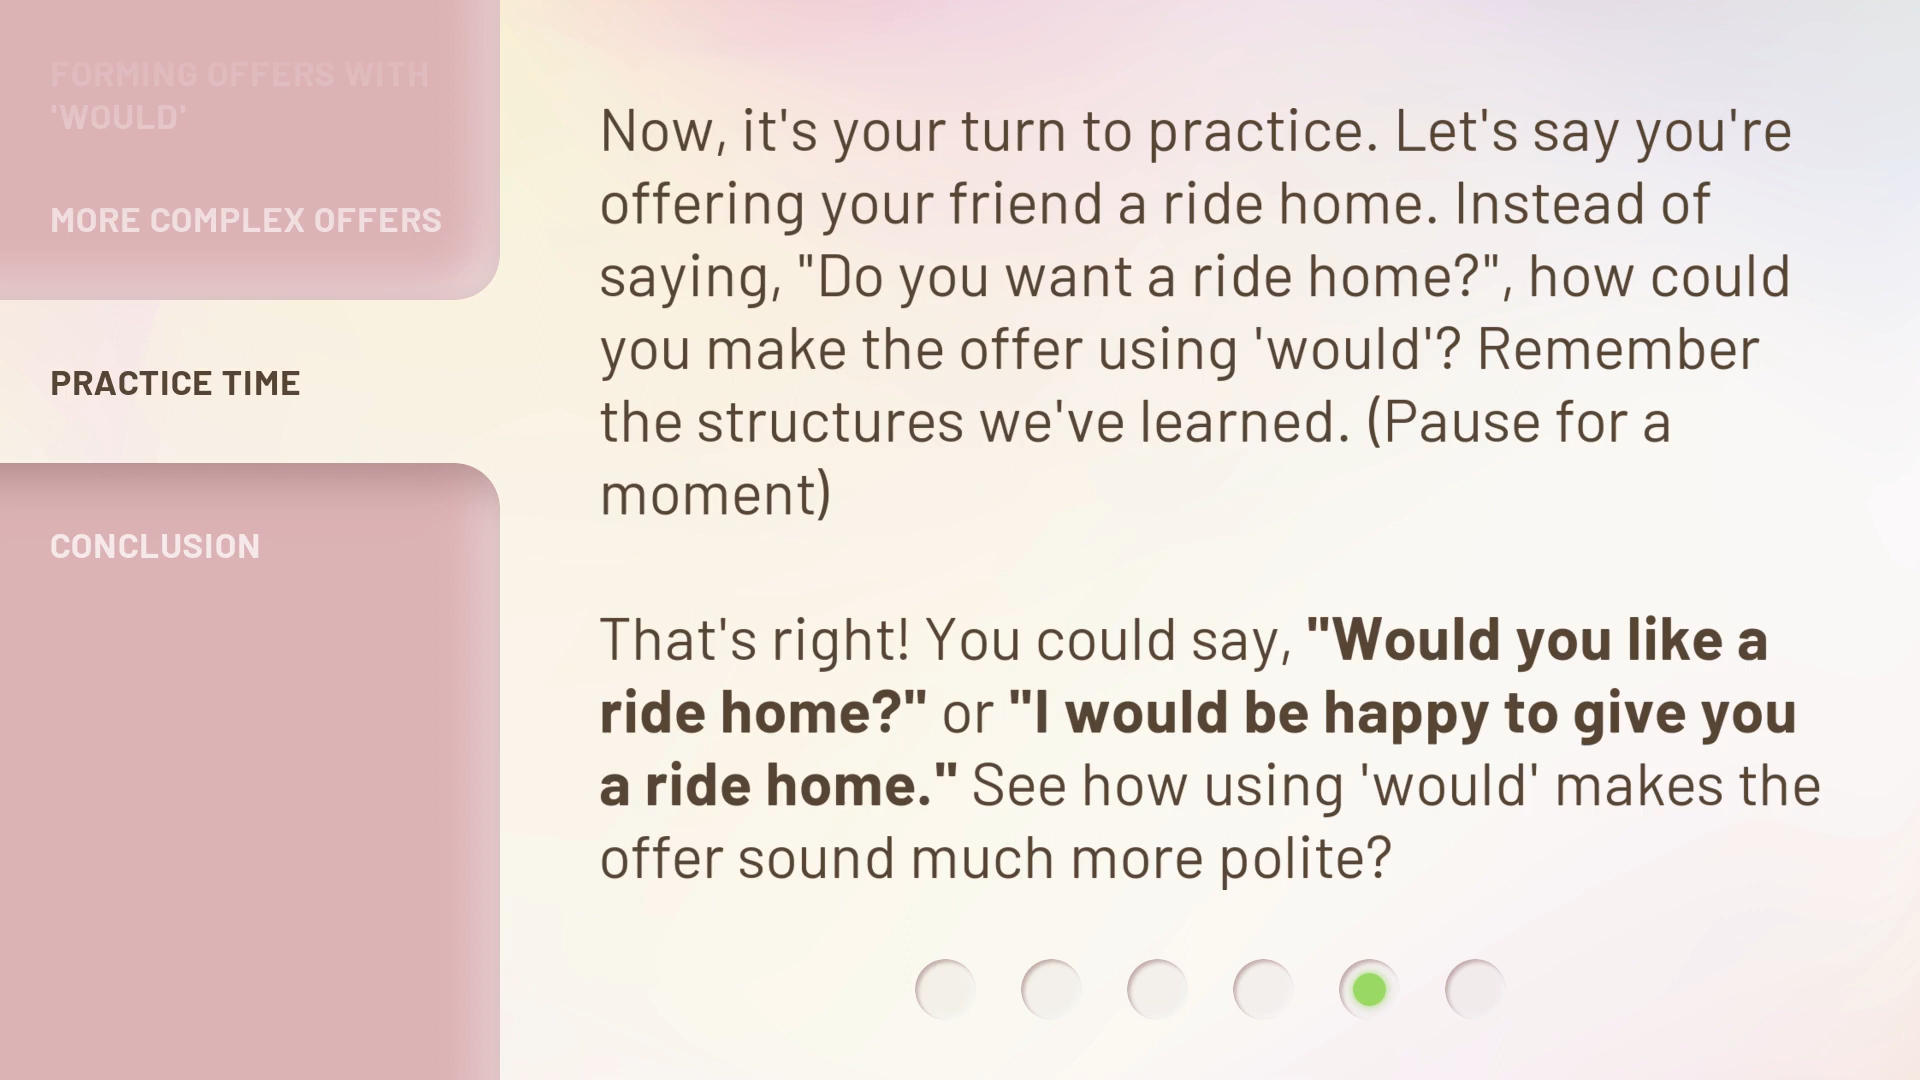 FORMING OFFERS WITH
'WOULD'
MORE COMPLEX OFFERS
PRACTICE TIME
CONCLUSION
Now, it's your turn to practice. Let's say you're
offering your friend a ride home. Instead of
saying, "Do you want a ride home?", how could
you make the offer using 'would'? Remember
the structures we've learned. (Pause for a
moment)
That's right! You could say, "Would you like a
ride home?" or "I would be happy to give you
a ride home." See how using 'would' makes the
offer sound much more polite?